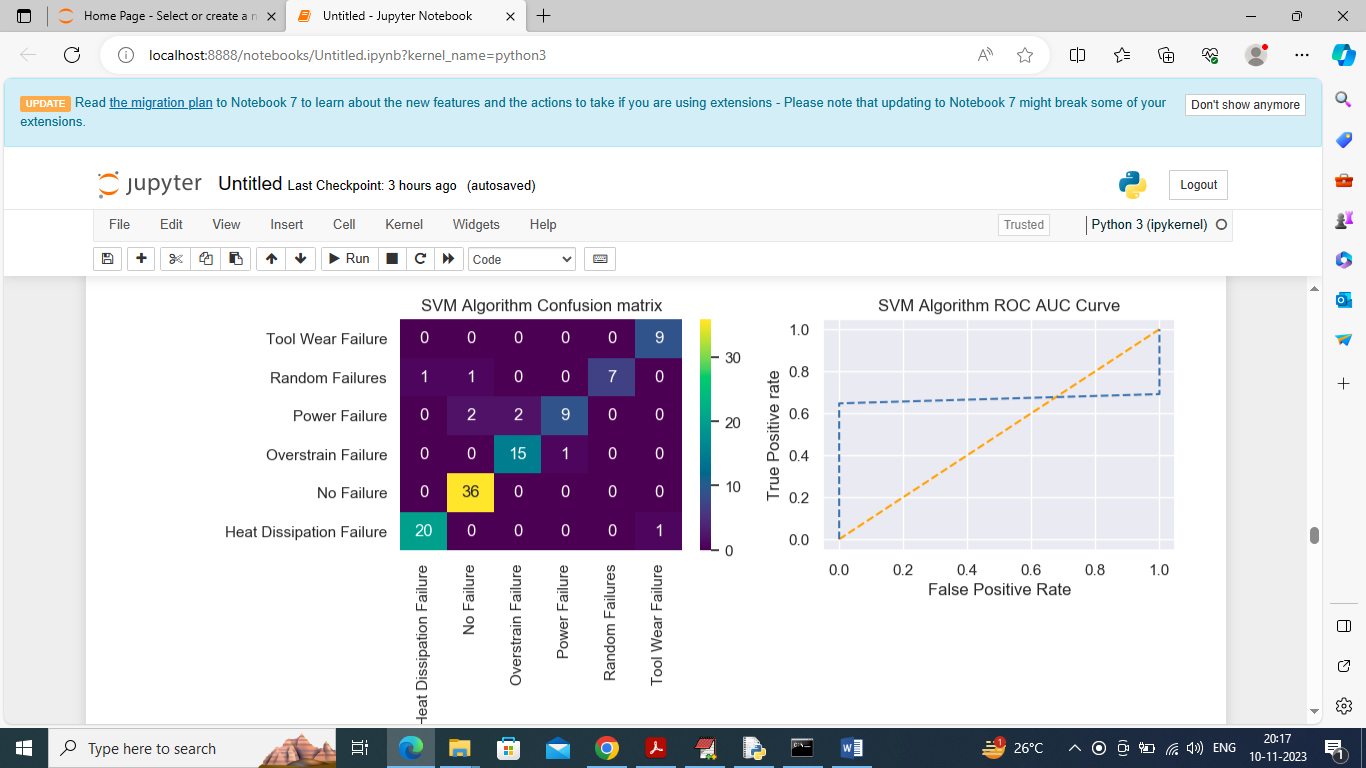 Home Page - Select or create a n
Untitled - Jupyter Notebook
localhost:8888/notebooks/Untitled.ipynb?kernel_name=python3
UPDATE Read the migration plan to Notebook 7 to learn about the new features and the actions to take if you are using extensions - Please note that updating to Notebook 7 might break some of your
extensions.
Don't show anymore
jupyter Untitled Last Checkpoint: 3 hours ago (autosaved)
Logout
File Edit View Insert Cell Kernel Widgets Help
Trusted
Python 3 (ipykernel)
Run
Code
SVM Algorithm Confusion matrix
Tool Wear Failure 0 0 0 0 0 9
Random Failures 1 1 0 0 7 0
Power Failure 0 2 2 9 0 0
Overstrain Failure 0 0 15 1 0 0
No Failure 0 36 0 0 0 0
Heat Dissipation Failure 20 0 0 0 0 1
Heat Dissipation Failure
No Failure
Overstrain Failure
Power Failure
Random Failures
Tool Wear Failure
30
20
10
0
SVM Algorithm ROC AUC Curve
True Positive rate
1.0
0.8
0.6
0.4
0.2
0.0
0.0 0.2 0.4 0.6 0.8 1.0
False Positive Rate
Type here to search
1
26°C
ENG
20:17
10-11-2023
1